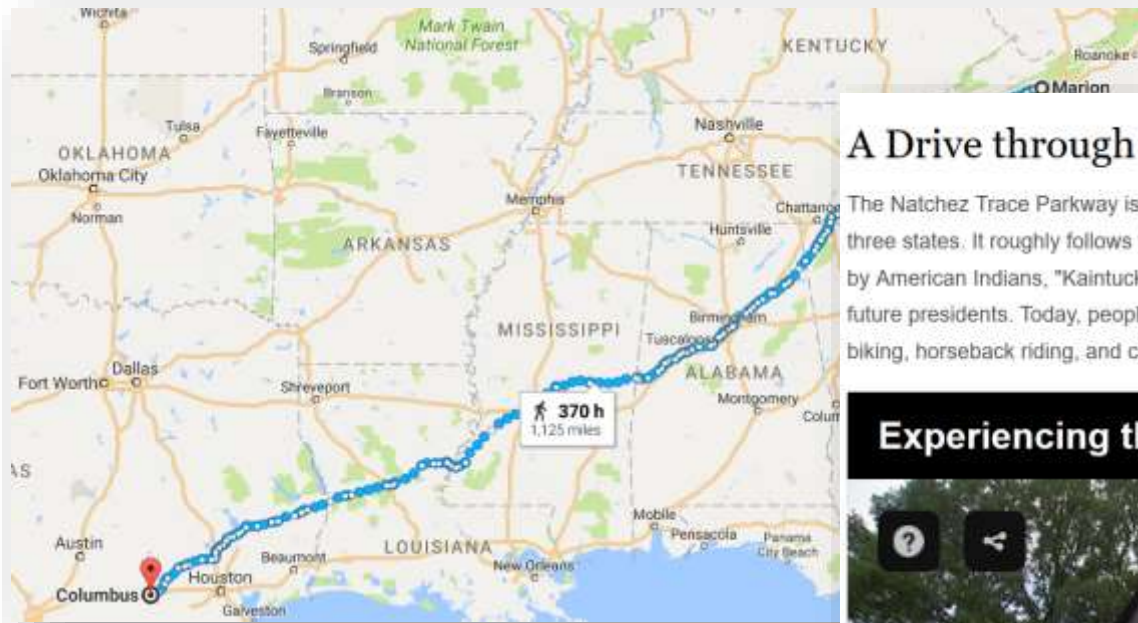 Wichita
Springfield
Mark Twain
National Forest
KENTUCKY
Roanoke
Branson
Marion
Tulsa
Fayetteville
Nashville
OKLAHOMA
Oklahoma City
TENNESSEE
Norman
Memphis
Chattano
Huntsville
ARKANSAS
MISSISSIPPI
Birmingham
Tuscaloosa
ALABAMA
Dallas
Fort Worth
Shreveport
Montgomery
Colum
370 h
1,125 miles
AS
Mobile
Pensacola
Panama
City Beach
Austin
Beaumont
LOUISIANA
New Orleans
Houston
Columbus
Galveston
A Drive through
The Natchez Trace Parkway is
three states. It roughly follows
by American Indians, "Kaintuck
future presidents. Today, peopl
biking, horseback riding, and c
Experiencing th
?